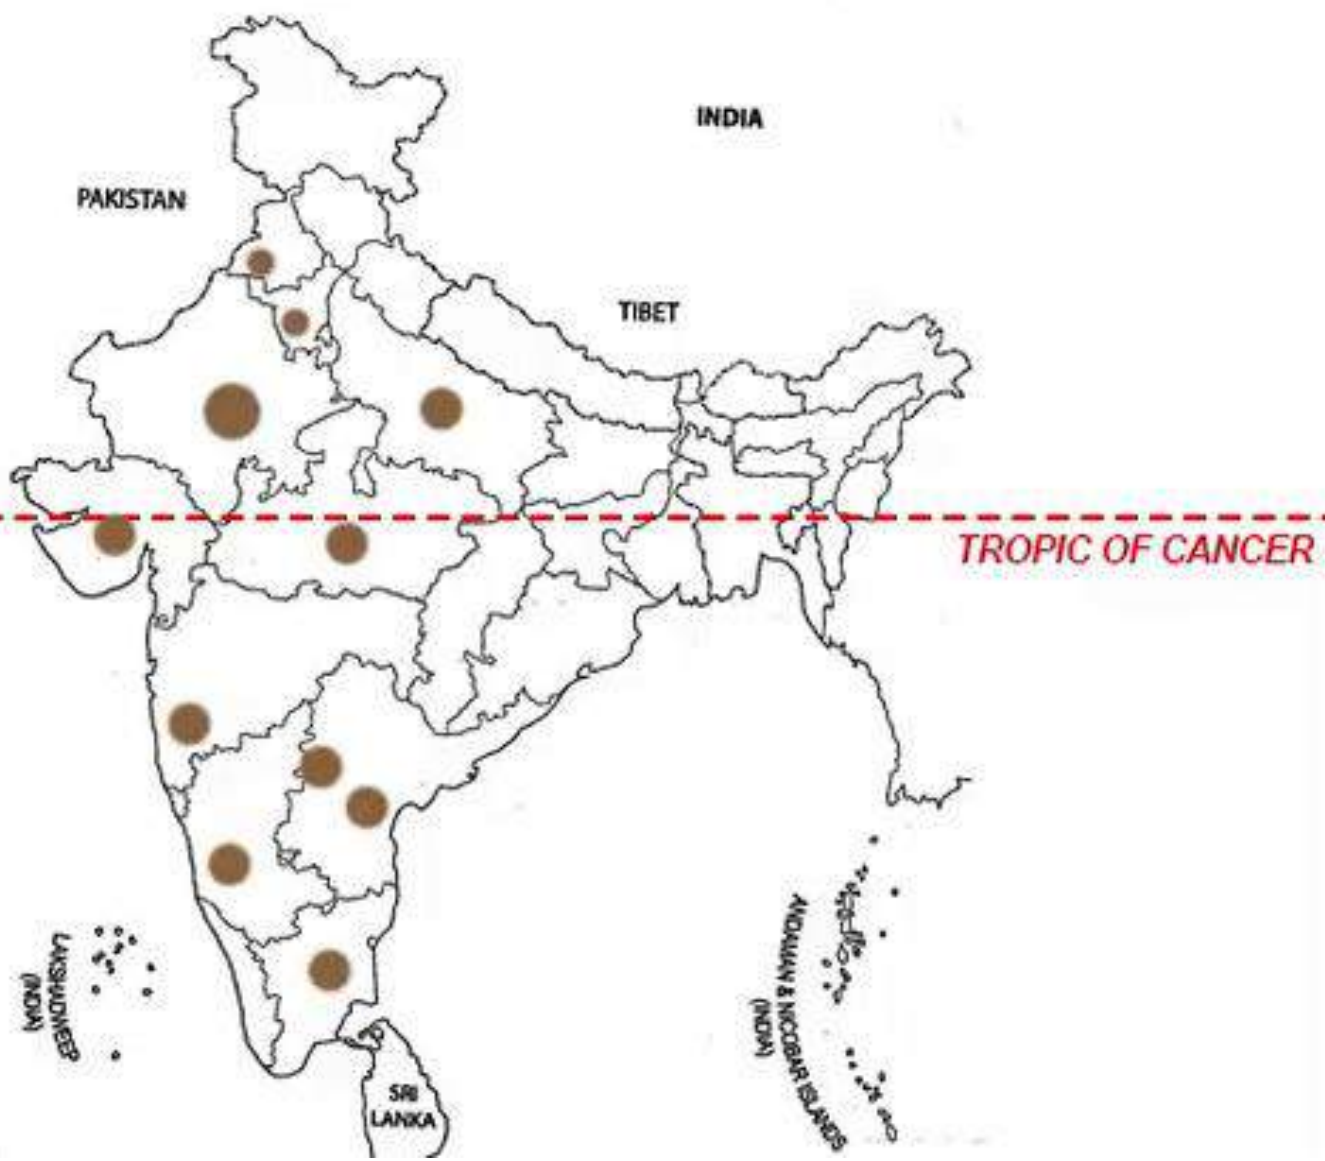 INDIA
PAKISTAN
TIBET
TROPIC OF CANCER
LAKSHADWEEP
(INDIA)
ANDAMAN & NICOBAR ISLANDS
(INDIA)
SRI
LANKA